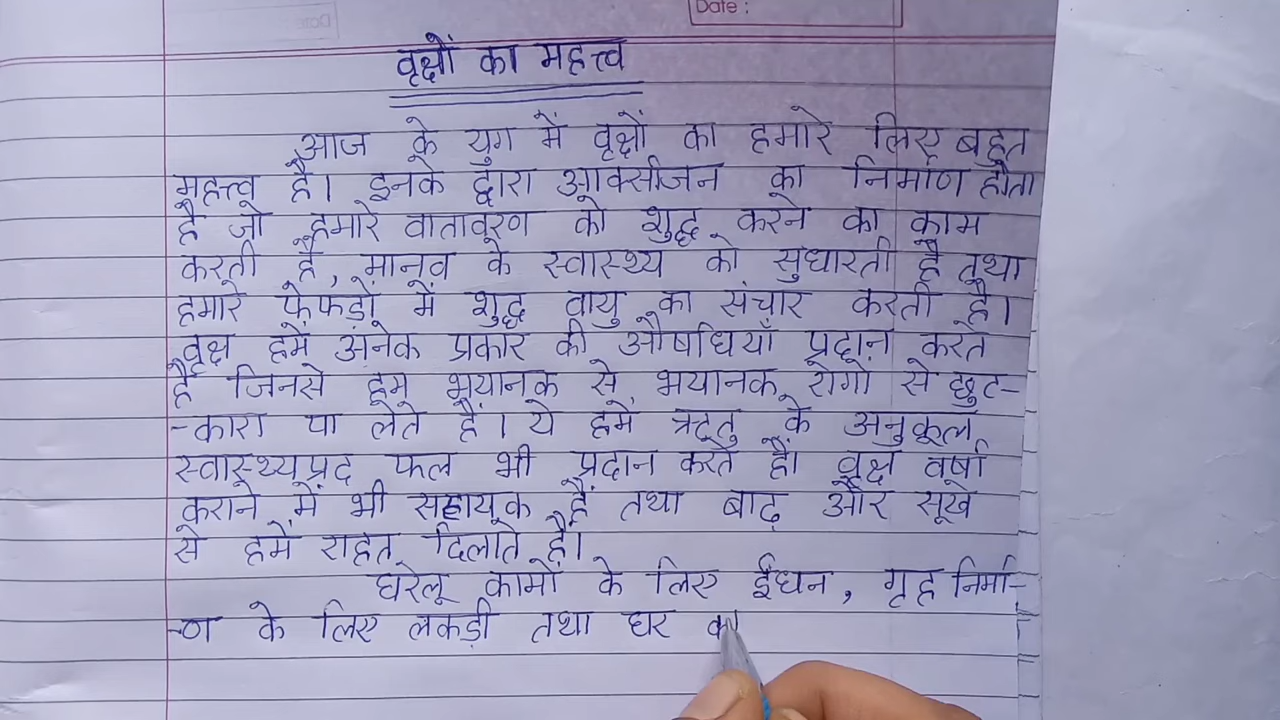 Date :
वृक्षों का महत्त्व
आज के युग में वृक्षों का हमारे लिए बहुत
महत्त्व है। इनके द्वारा ऑक्सीजन का निर्माण होता
है जो हमारे वातावरण को शुद्ध करने का काम
करती है, मानव के स्वास्थ्य को सुधारती है तथा
हमारे फेफड़ों में शुद्ध वायु का संचार करती है।
वृक्ष हमें अनेक प्रकार की औषधियाँ प्रदान करते
हैं जिनसे हम भयानक से भयानक रोगों से छुट-
-कारा पा लेते हैं। ये हमें ऋतु के अनुकूल
स्वास्थ्यप्रद फल भी प्रदान करते हैं। वृक्ष वर्षा
कराने में भी सहायक हैं तथा बाढ़ और सूखे
से हमें राहत दिलाते हैं।
घरेलू कामों के लिए ईंधन, गृह निर्मा-
-ण के लिए लकड़ी तथा घर